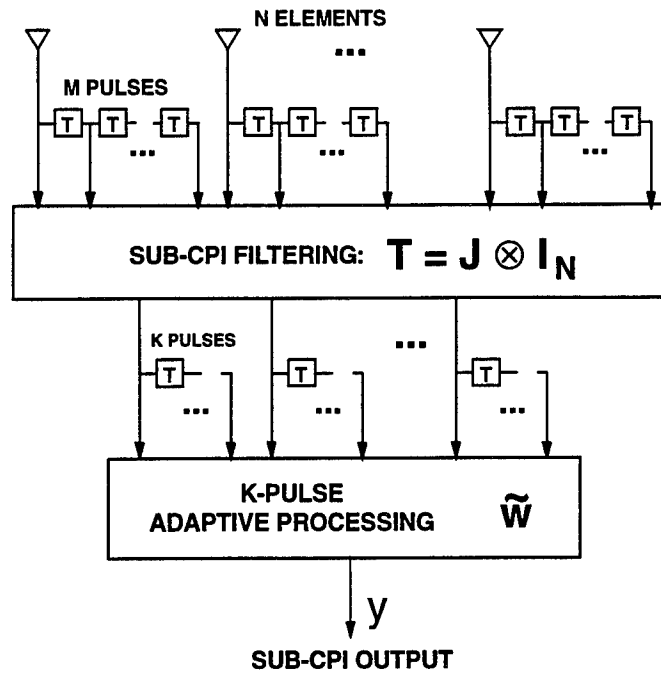 N ELEMENTS
...
M PULSES
T T T T T T T T T
... ... ...
SUB-CPI FILTERING: T = J ⊗ I_N
...
K PULSES
T T T
... ... ...
K-PULSE
ADAPTIVE PROCESSING w̃
y
SUB-CPI OUTPUT